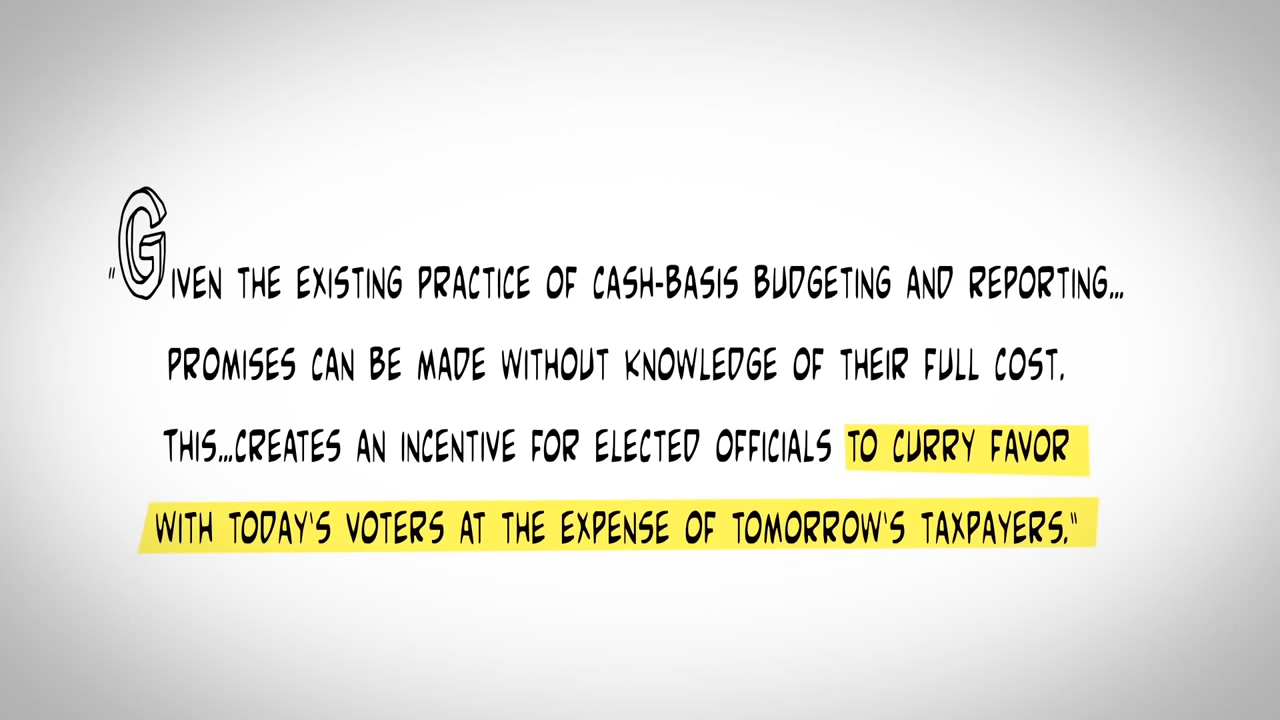 "GIVEN THE EXISTING PRACTICE OF CASH-BASIS BUDGETING AND REPORTING...
PROMISES CAN BE MADE WITHOUT KNOWLEDGE OF THEIR FULL COST.
THIS...CREATES AN INCENTIVE FOR ELECTED OFFICIALS TO CURRY FAVOR
WITH TODAY'S VOTERS AT THE EXPENSE OF TOMORROW'S TAXPAYERS."